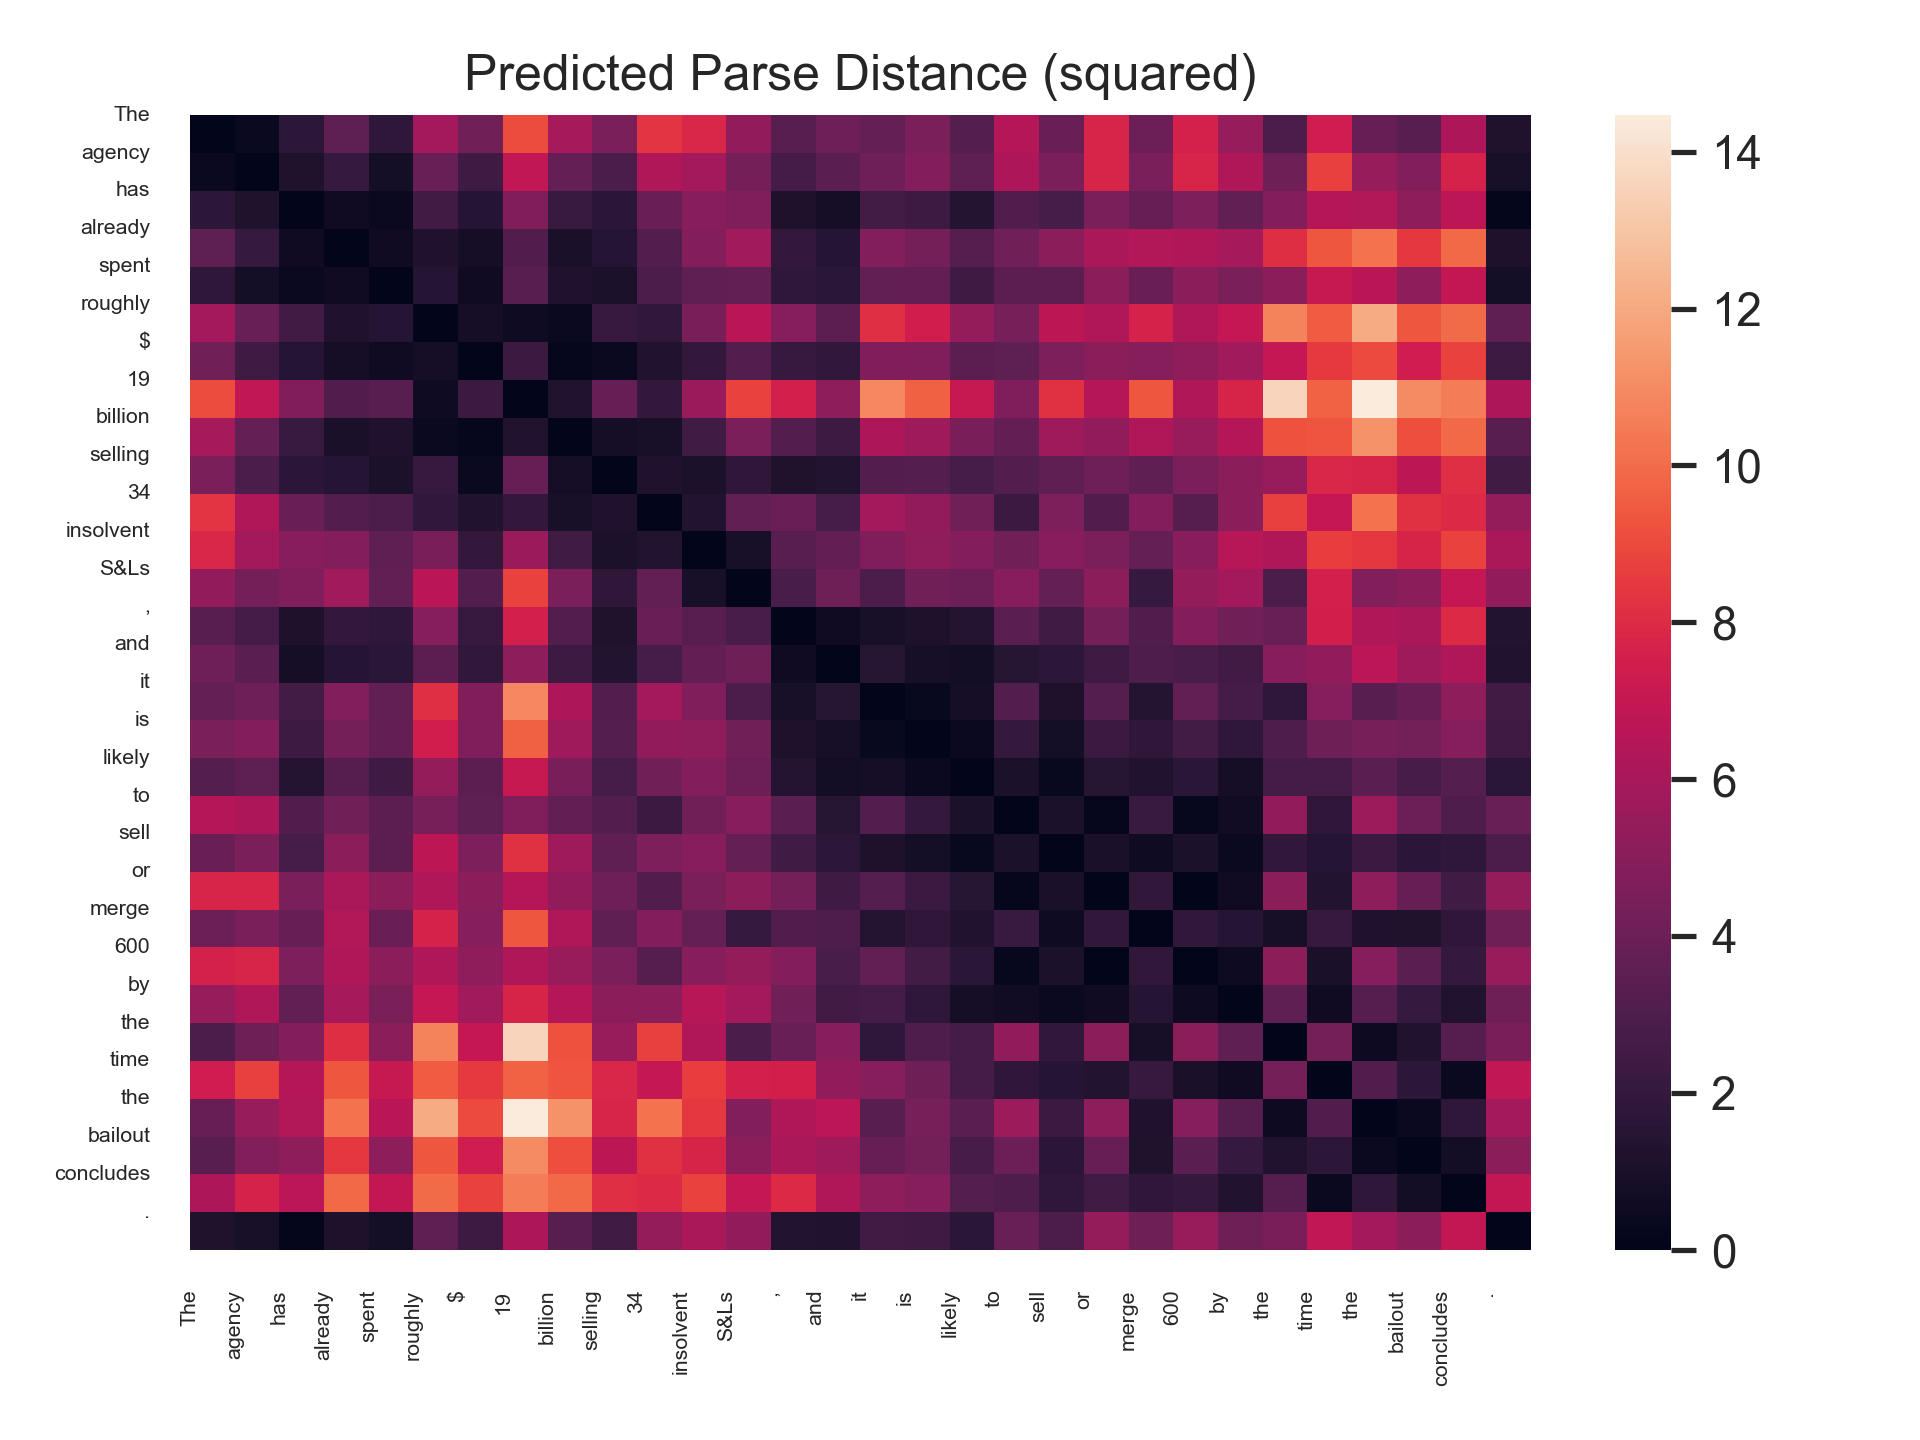 Predicted Parse Distance (squared)
The
agency
has
already
spent
roughly
$
19
billion
selling
34
insolvent
S&Ls
,
and
it
is
likely
to
sell
or
merge
600
by
the
time
the
bailout
concludes
.
The
agency
has
already
spent
roughly
$
19
billion
selling
34
insolvent
S&Ls
,
and
it
is
likely
to
sell
or
merge
600
by
the
time
the
bailout
concludes
.
14
12
10
8
6
4
2
0